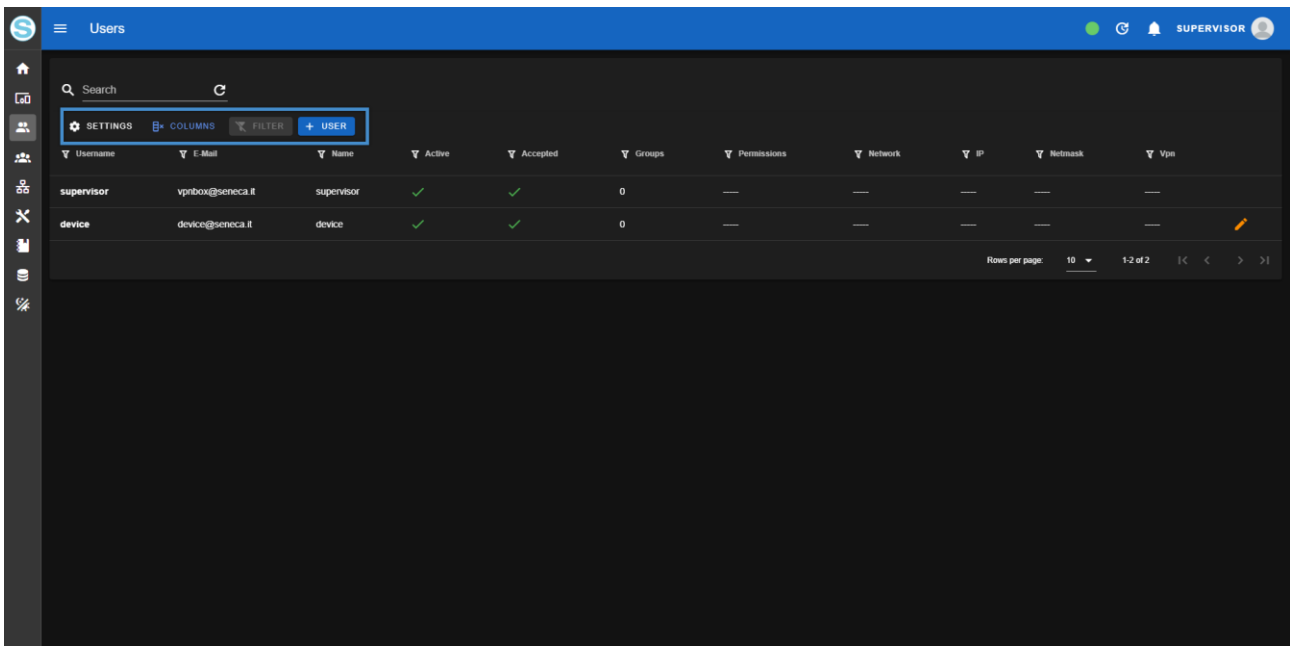 S Users SUPERVISOR
Search
SETTINGS COLUMNS FILTER + USER
Username E-Mail Name Active Accepted Groups Permissions Network IP Netmask Vpn
supervisor vpnbox@seneca.it supervisor 0 — — — — —
device device@seneca.it device 0 — — — — —
Rows per page: 10 1-2 of 2